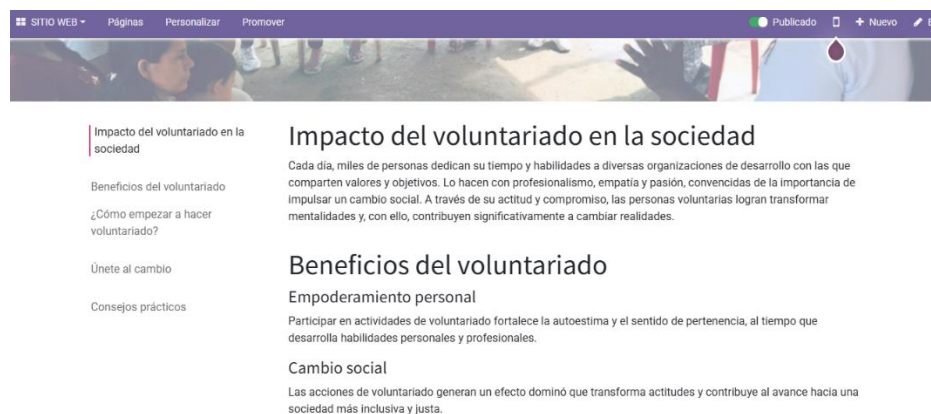 SITIO WEB Páginas Personalizar Promover Publicado + Nuevo
Impacto del voluntariado en la
sociedad
Beneficios del voluntariado
¿Cómo empezar a hacer
voluntariado?
Únete al cambio
Consejos prácticos
Impacto del voluntariado en la sociedad
Cada día, miles de personas dedican su tiempo y habilidades a diversas organizaciones de desarrollo con las que
comparten valores y objetivos. Lo hacen con profesionalismo, empatía y pasión, convencidas de la importancia de
impulsar un cambio social. A través de su actitud y compromiso, las personas voluntarias logran transformar
mentalidades y, con ello, contribuyen significativamente a cambiar realidades.
Beneficios del voluntariado
Empoderamiento personal
Participar en actividades de voluntariado fortalece la autoestima y el sentido de pertenencia, al tiempo que
desarrolla habilidades personales y profesionales.
Cambio social
Las acciones de voluntariado generan un efecto dominó que transforma actitudes y contribuye al avance hacia una
sociedad más inclusiva y justa.